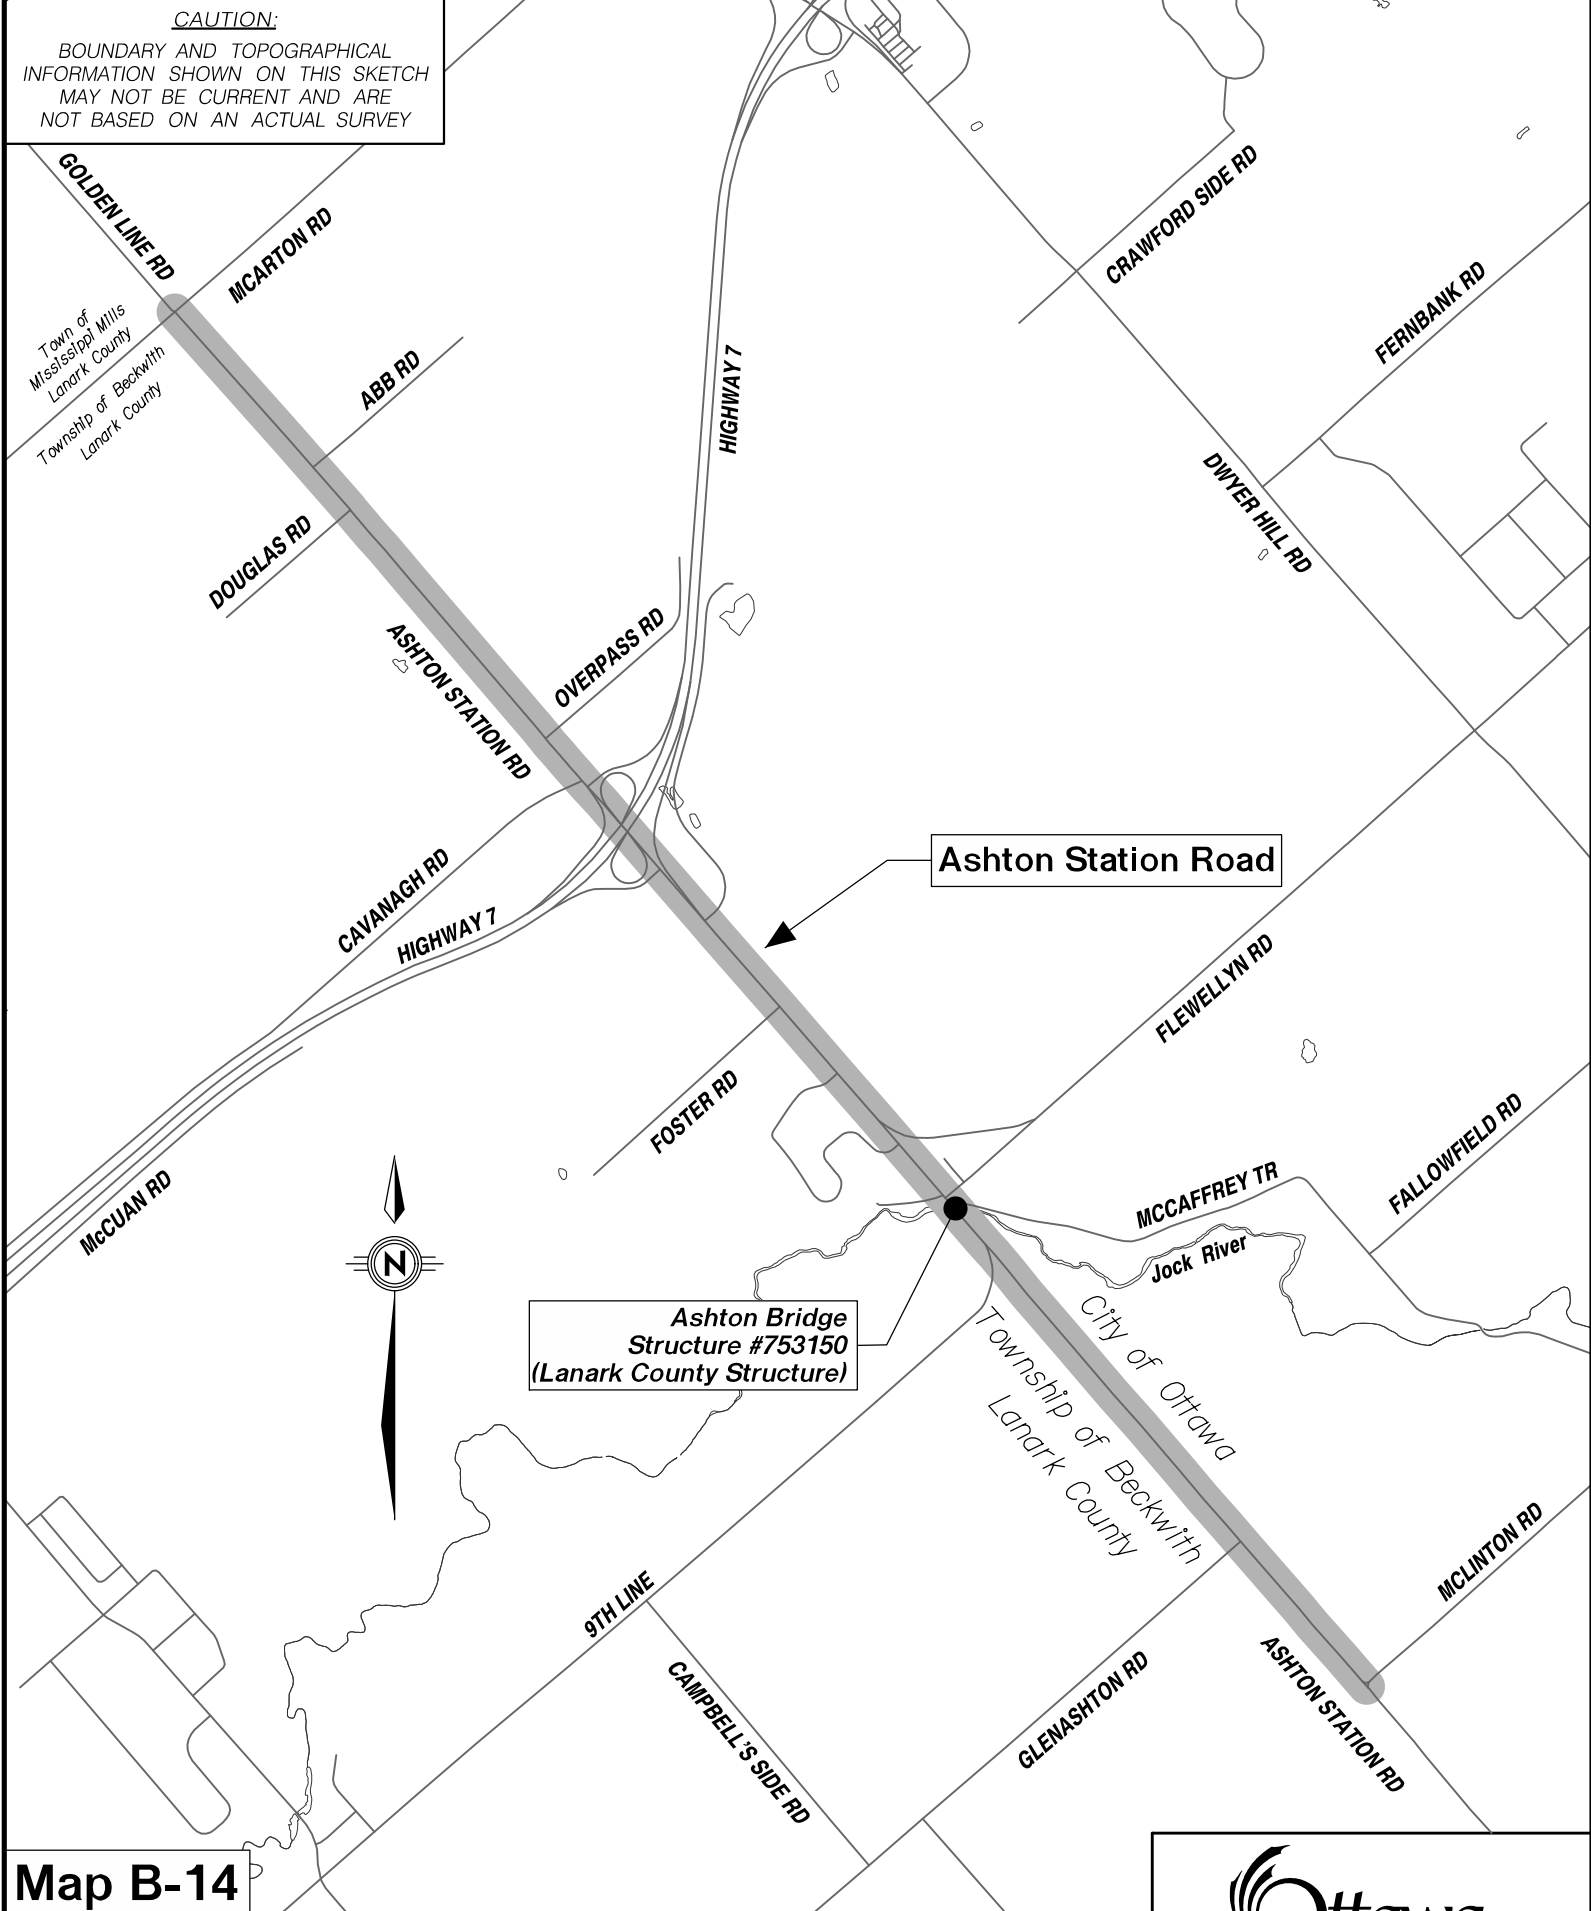 CAUTION:
BOUNDARY AND TOPOGRAPHICAL
INFORMATION SHOWN ON THIS SKETCH
MAY NOT BE CURRENT AND ARE
NOT BASED ON AN ACTUAL SURVEY
GOLDEN LINE RD
MCARTON RD
CRAWFORD SIDE RD
FERNBANK RD
Town of
Mississippi Mills
Lanark County
Township of Beckwith
Lanark County
ABB RD
HIGHWAY 7
DOUGLAS RD
DWYER HILL RD
ASHTON STATION RD
OVERPASS RD
CAVANAGH RD
HIGHWAY 7
Ashton Station Road
FLEWELLYN RD
FOSTER RD
FALLOWFIELD RD
McCUAN RD
MCCAFFREY TR
Jock River
N
Ashton Bridge
Structure #753150
(Lanark County Structure)
City of Ottawa
Township of Beckwith
Lanark County
MCLINTON RD
9TH LINE
CAMPBELL'S SIDE RD
GLENASHTON RD
ASHTON STATION RD
Map B-14
Ottawa